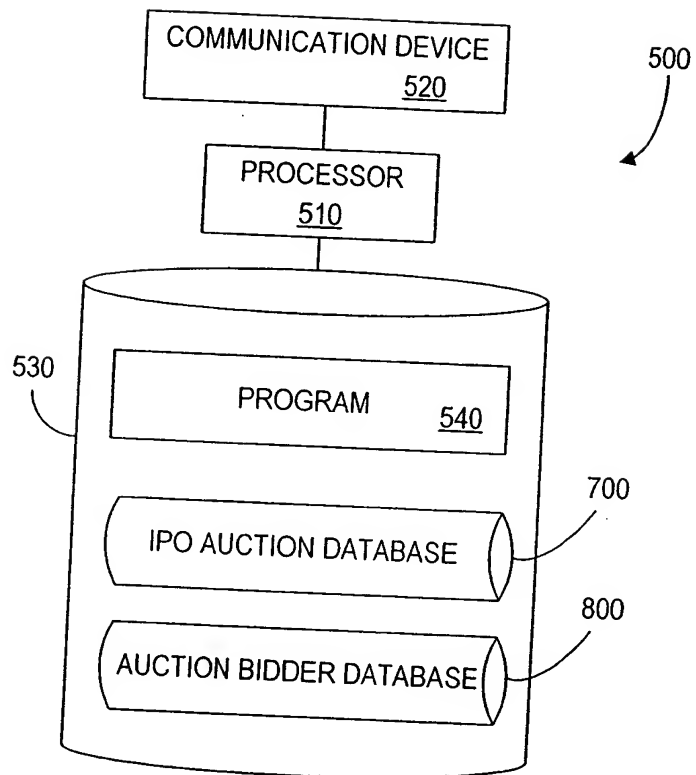 COMMUNICATION DEVICE
520
500
PROCESSOR
510
530
PROGRAM
540
700
IPO AUCTION DATABASE
800
AUCTION BIDDER DATABASE